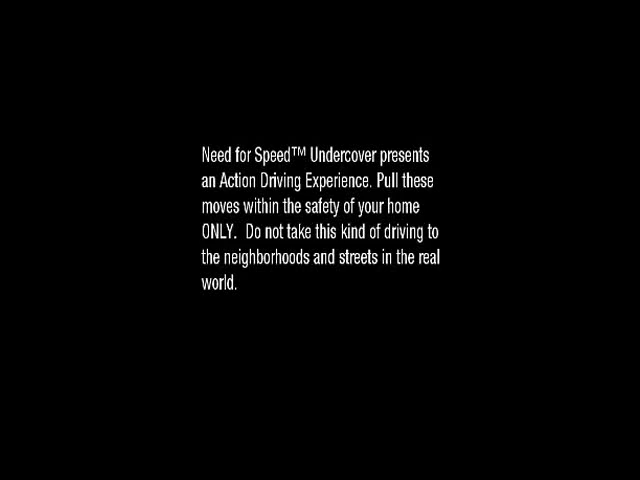 Need for Speed™ Undercover presents
an Action Driving Experience. Pull these
moves within the safety of your home
ONLY.  Do not take this kind of driving to
the neighborhoods and streets in the real
world.